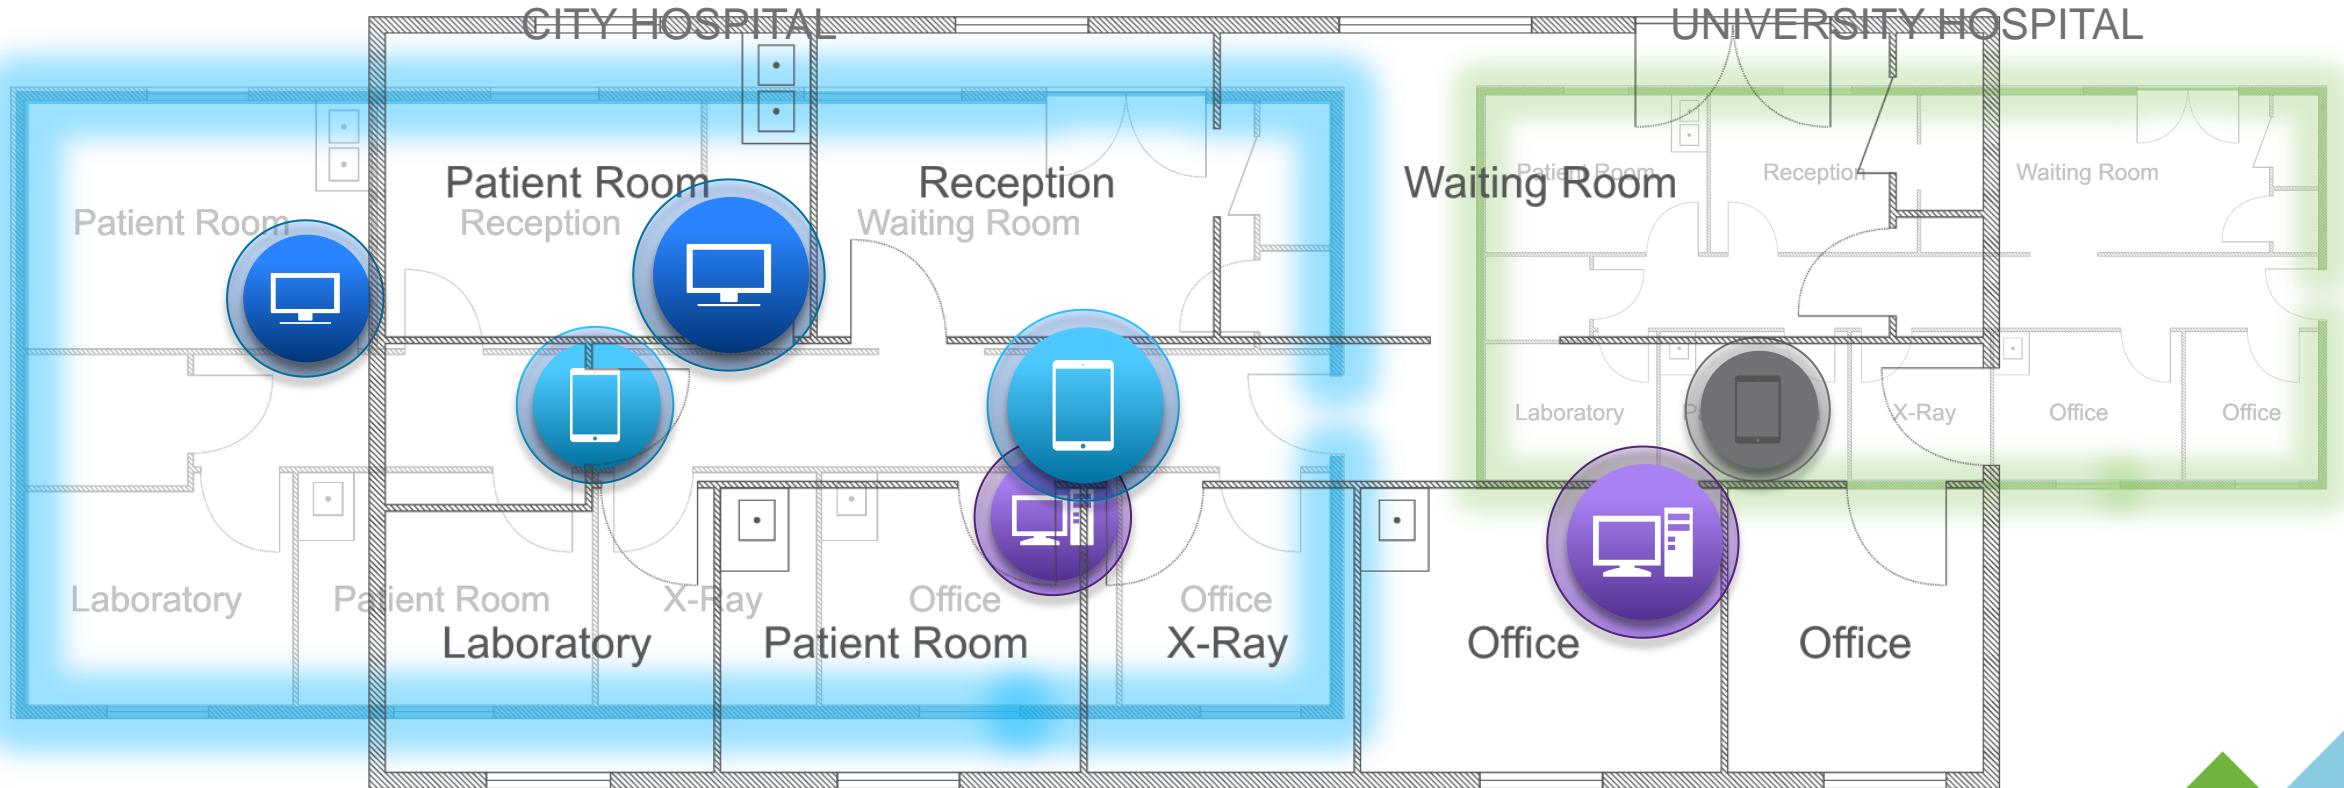 CITY HOSPITAL
UNIVERSITY HOSPITAL
Patient Room
Reception
Waiting Room
Patient Room
Reception
Waiting Room
Patient Room
Reception
Waiting Room
Laboratory
X-Ray
Office
Office
Laboratory
Patient Room
X-Ray
Office
Office
Laboratory
Patient Room
X-Ray
Office
Office